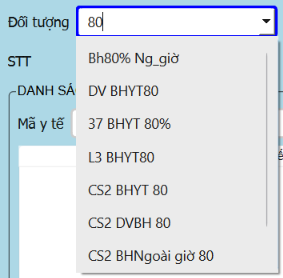 Đối tượng 80
Bh80% Ng_giờ
STT
DV BHYT80
DANH SÁ
Mã y tế
37 BHYT 80%
L3 BHYT80
CS2 BHYT 80
CS2 DVBH 80
CS2 BHNgoài giờ 80